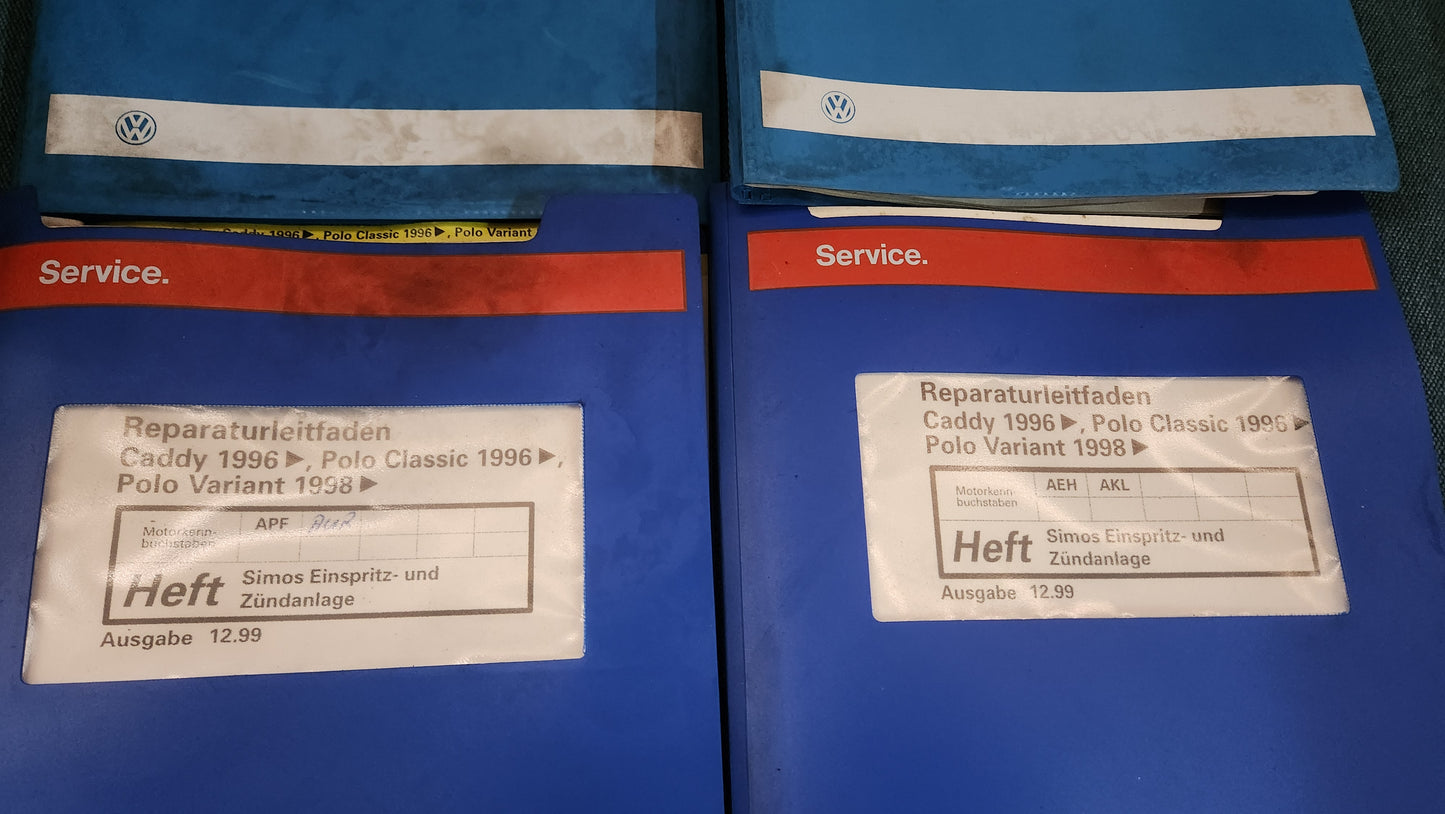 Caddy 1996 ▶, Polo Classic 1996 ▶, Polo Variant
Service.
Reparaturleitfaden
Caddy 1996 ▶, Polo Classic 1996 ▶,
Polo Variant 1998 ▶
Motorkenn-
buchstaben
APF
Heft
Simos Einspritz- und
Zündanlage
Ausgabe 12.99
Service.
Reparaturleitfaden
Caddy 1996 ▶, Polo Classic 1996 ▶
Polo Variant 1998 ▶
Motorkenn-
buchstaben
AEH AKL
Heft
Simos Einspritz- und
Zündanlage
Ausgabe 12.99